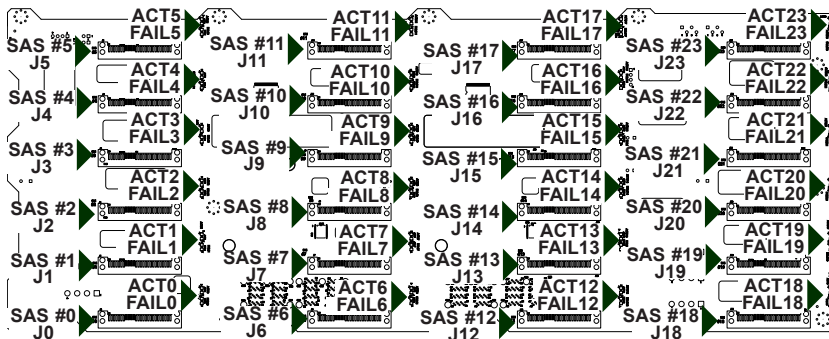 ACT5
FAIL5
SAS #5
J5
ACT4
FAIL4
SAS #4
J4
ACT3
FAIL3
SAS #3
J3
ACT2
FAIL2
SAS #2
J2
ACT1
FAIL1
SAS #1
J1
ACT0
FAIL0
SAS #0
J0
ACT11
FAIL11
SAS #11
J11
ACT10
FAIL10
SAS #10
J10
ACT9
FAIL9
SAS #9
J9
ACT8
FAIL8
SAS #8
J8
ACT7
FAIL7
SAS #7
J7
ACT6
FAIL6
SAS #6
J6
ACT17
FAIL17
SAS #17
J17
ACT16
FAIL16
SAS #16
J16
ACT15
FAIL15
SAS #15
J15
ACT14
FAIL14
SAS #14
J14
ACT13
FAIL13
SAS #13
J13
ACT12
FAIL12
SAS #12
J12
ACT23
FAIL23
SAS #23
J23
ACT22
FAIL22
SAS #22
J22
ACT21
FAIL21
SAS #21
J21
ACT20
FAIL20
SAS #20
J20
ACT19
FAIL19
SAS #19
J19
ACT18
FAIL18
SAS #18
J18